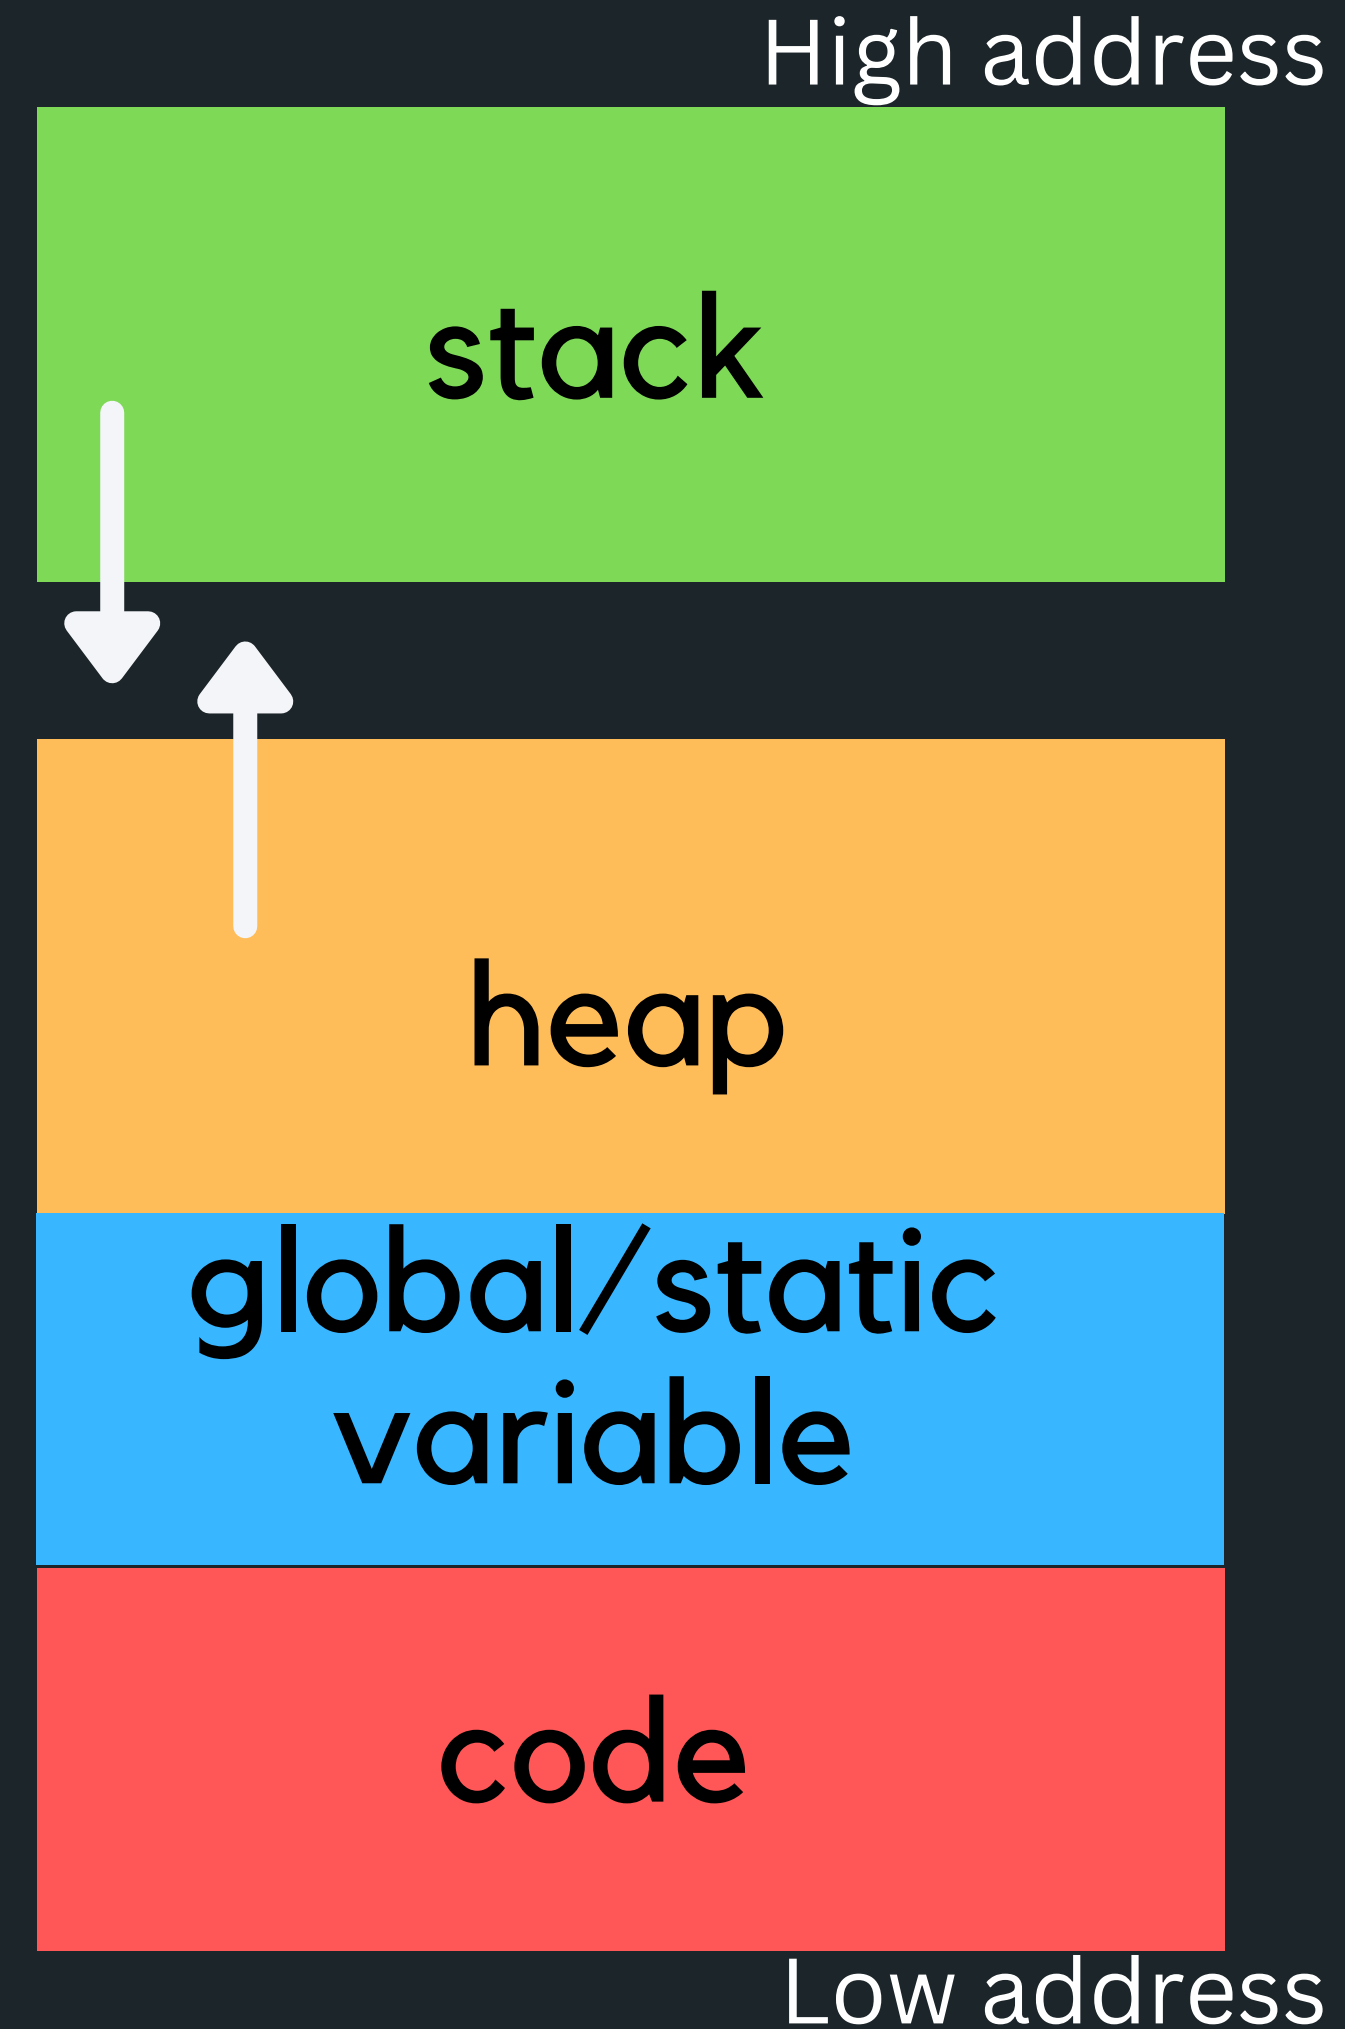 High address
stack
heap
global/static
variable
code
Low address